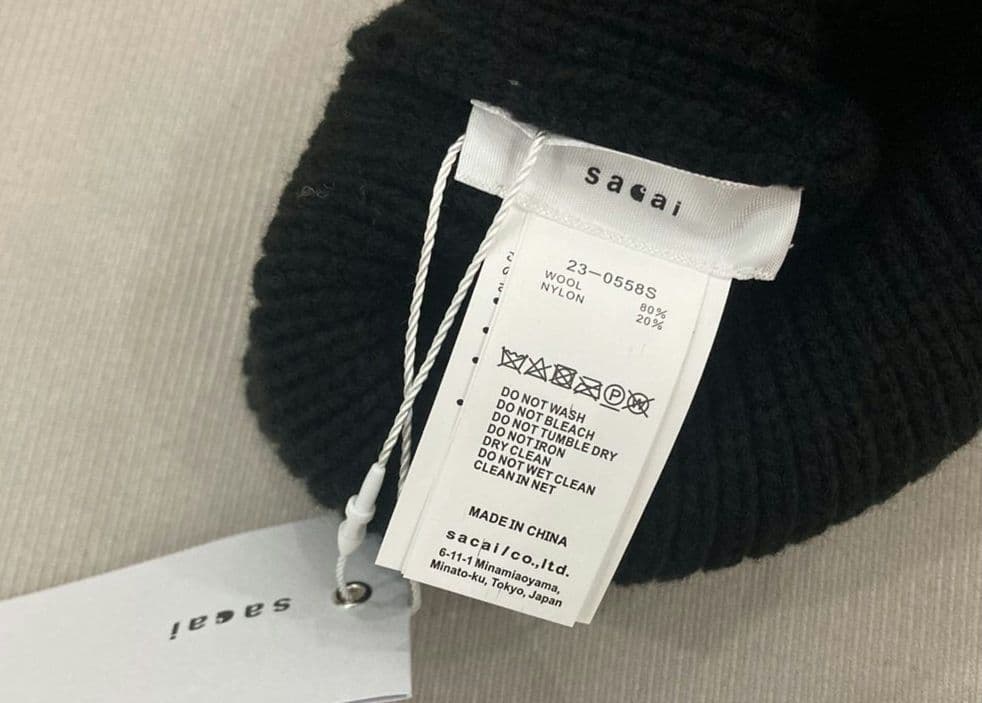 sacai
23-0558S
WOOL 80%
NYLON 20%
DO NOT WASH
DO NOT BLEACH
DO NOT TUMBLE DRY
DO NOT IRON
DRY CLEAN
DO NOT WET CLEAN
CLEAN IN NET
MADE IN CHINA
sacai/co.,ltd.
6-11-1 Minamiaoyama,
Minato-ku, Tokyo, Japan
sacai